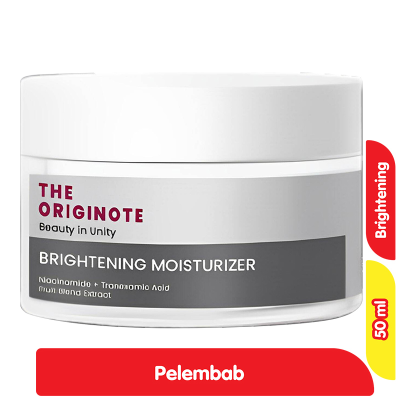 THE
ORIGINOTE
Beauty in Unity
BRIGHTENING MOISTURIZER
Niacinamide + Tranexamic Acid
Fruit Blend Extract
Brightening
50 ml
Pelembab